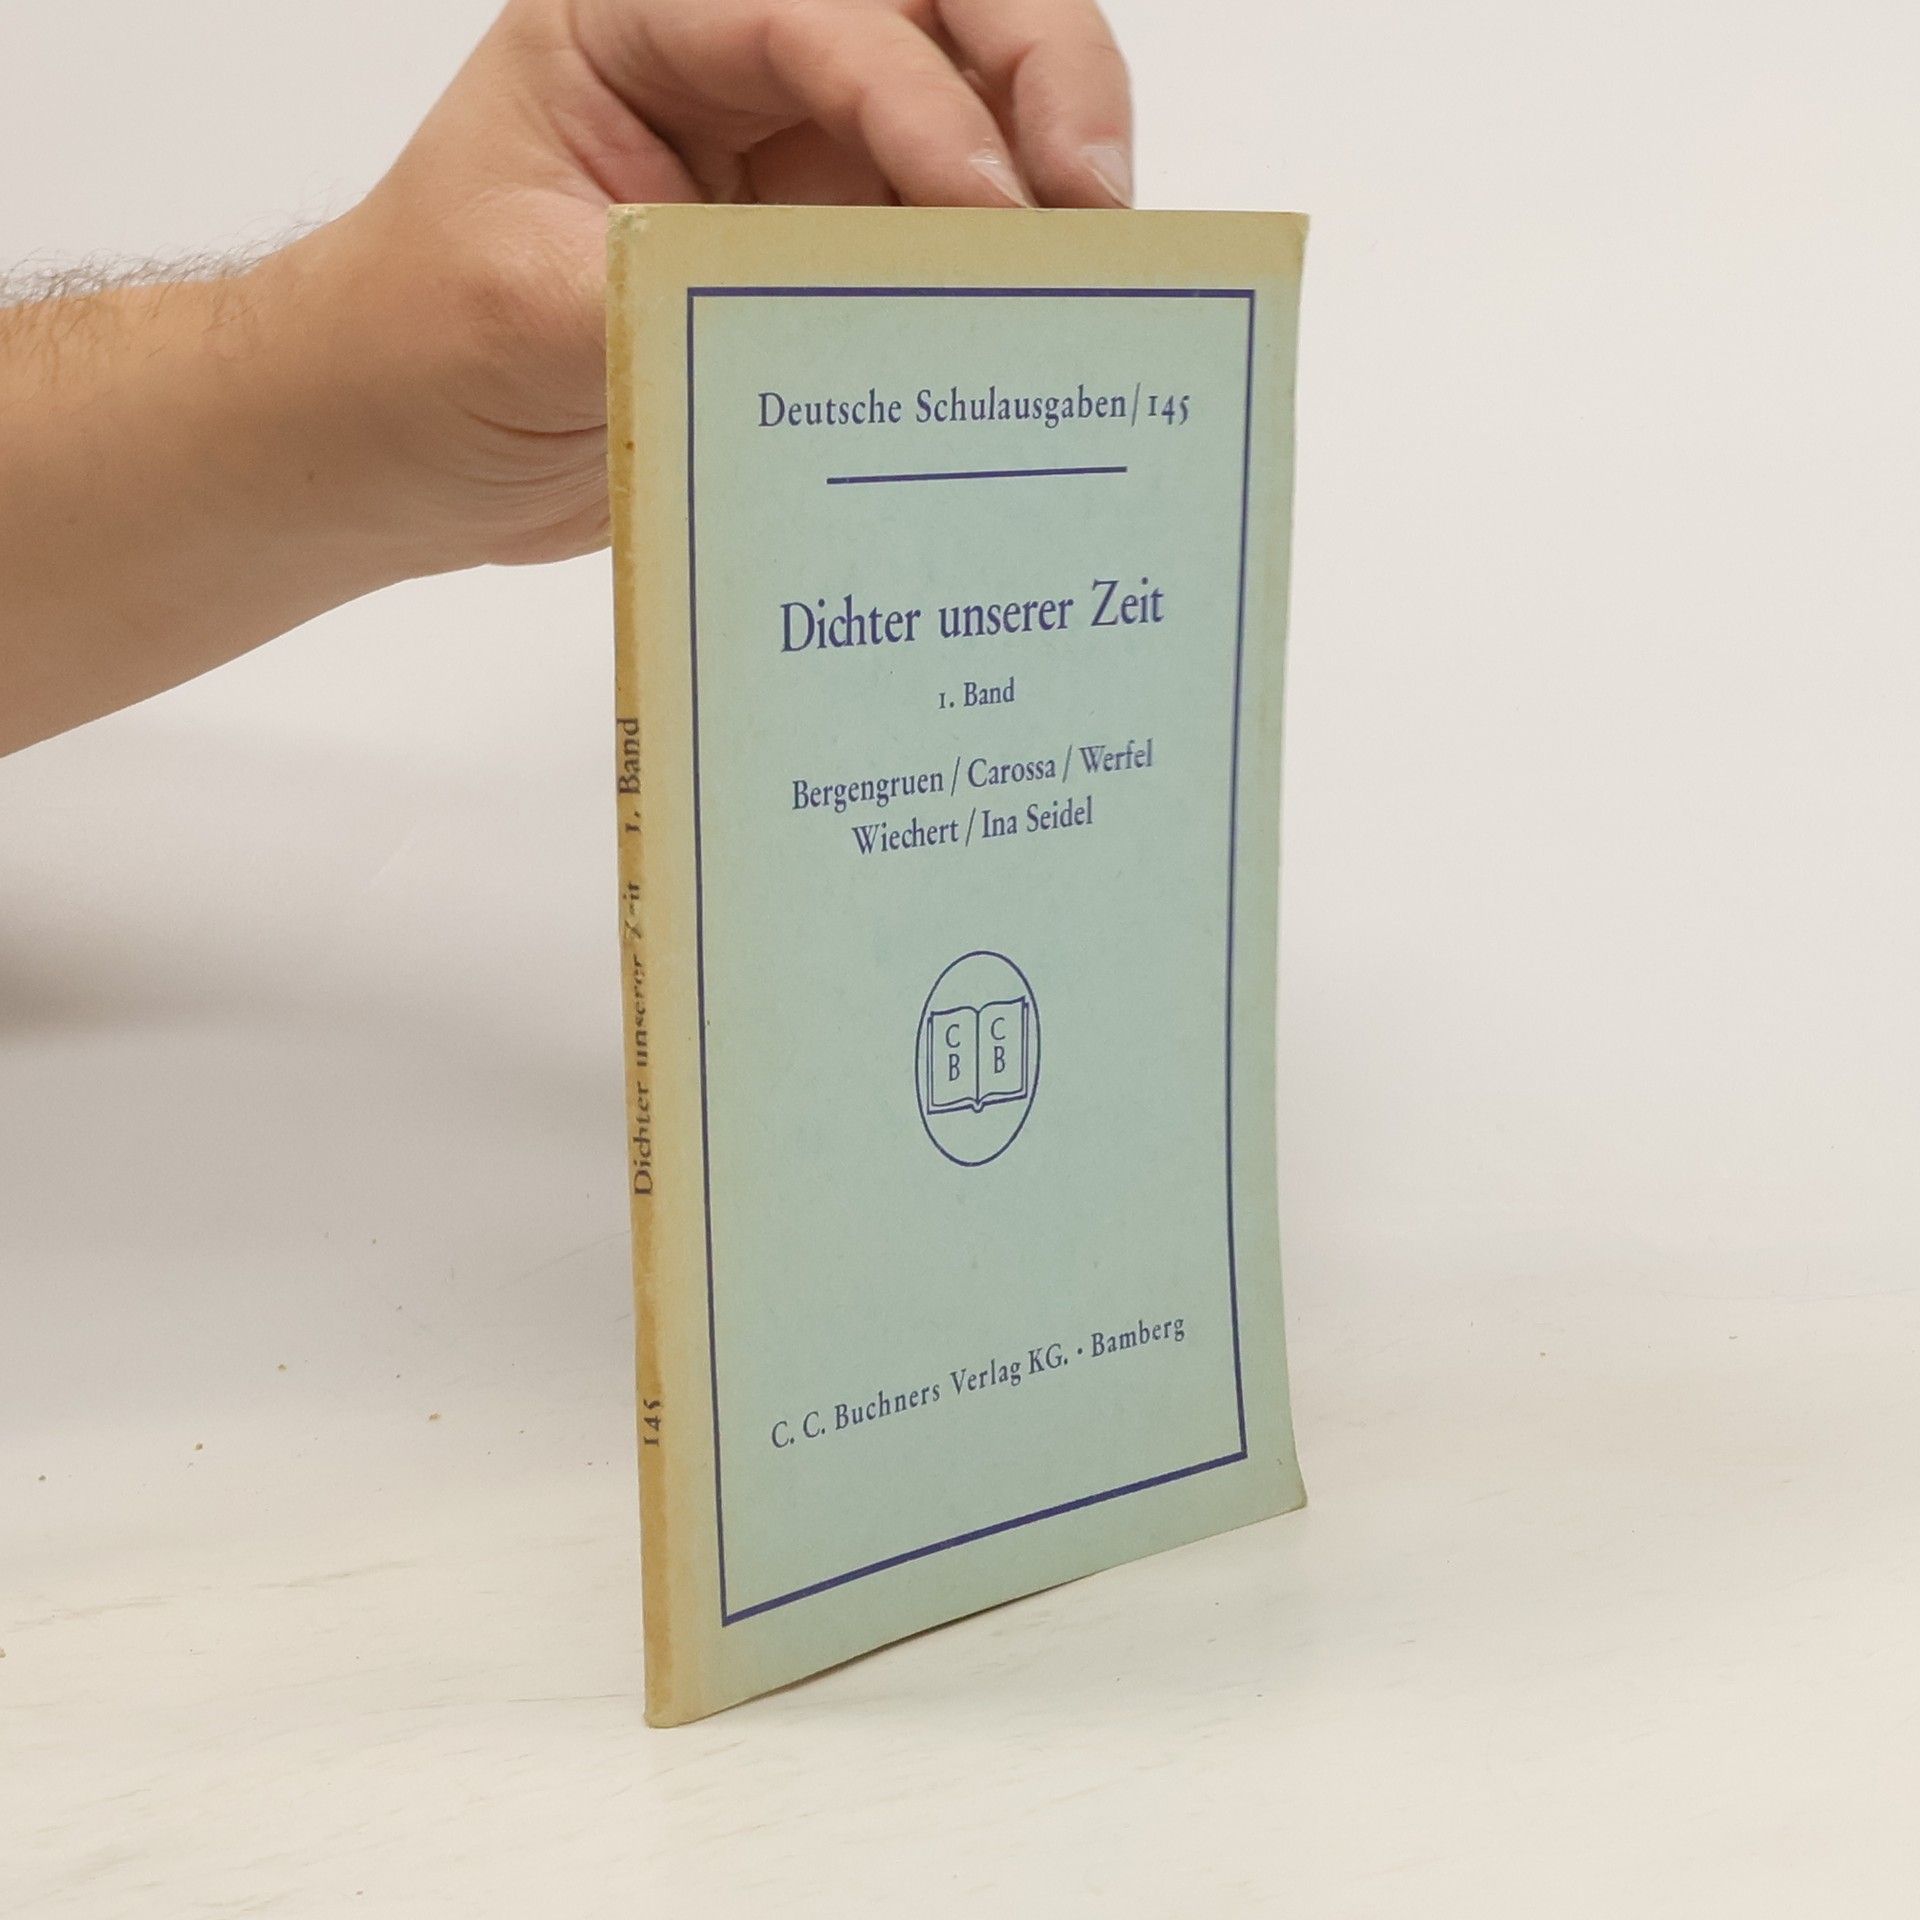 Deutsche Schulausgaben/145
Dichter unserer Zeit
1. Band
Bergengruen / Carossa / Werfel
Wiechert / Ina Seidel
C C
B B
C. C. Buchners Verlag KG. · Bamberg
145 Dichter unserer Zeit 1. Band